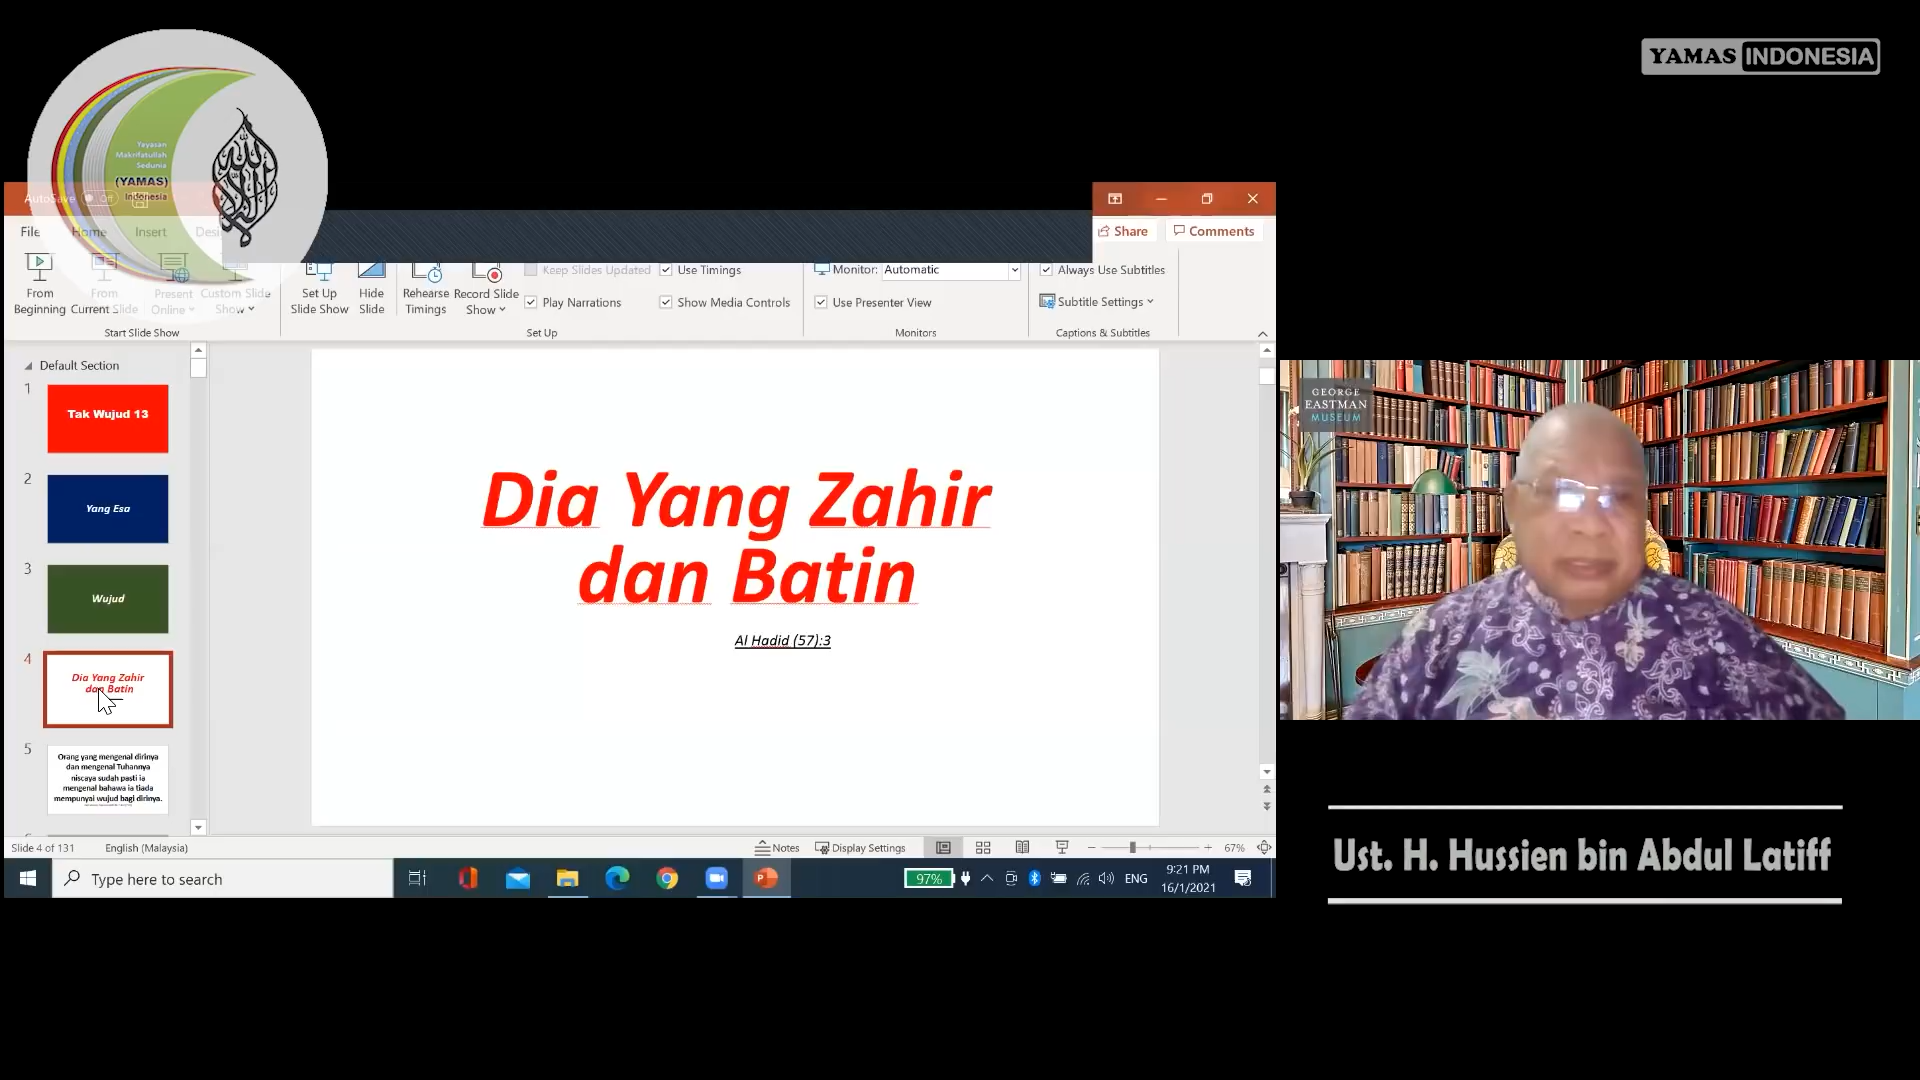 YAMAS INDONESIA
Yayasan
Makrifatullah
Sedunia
(YAMAS)
Indonesia
AutoSave Off
File Home Insert
Share Comments
Keep Slides Updated
Use Timings
Monitor: Automatic
Always Use Subtitles
From Beginning
From Current Slide
Present Online
Custom Slide Show
Set Up Slide Show
Hide Slide
Rehearse Timings
Record Slide Show
Play Narrations
Show Media Controls
Use Presenter View
Subtitle Settings
Start Slide Show
Set Up
Monitors
Captions & Subtitles
Default Section
1
Tak Wujud 13
2
Yang Esa
3
Wujud
4
Dia Yang Zahir
dan Batin
5
Orang yang mengenal dirinya
dan mengenal Tuhannya
niscaya sudah pasti ia
mengenal bahawa ia tiada
mempunyai wujud bagi dirinya.
Dia Yang Zahir
dan Batin
Al Hadid (57):3
GEORGE
EASTMAN
MUSEUM
Ust. H. Hussien bin Abdul Latiff
Slide 4 of 131 English (Malaysia)
Notes Display Settings 67%
Type here to search
97% ENG
9:21 PM
16/1/2021